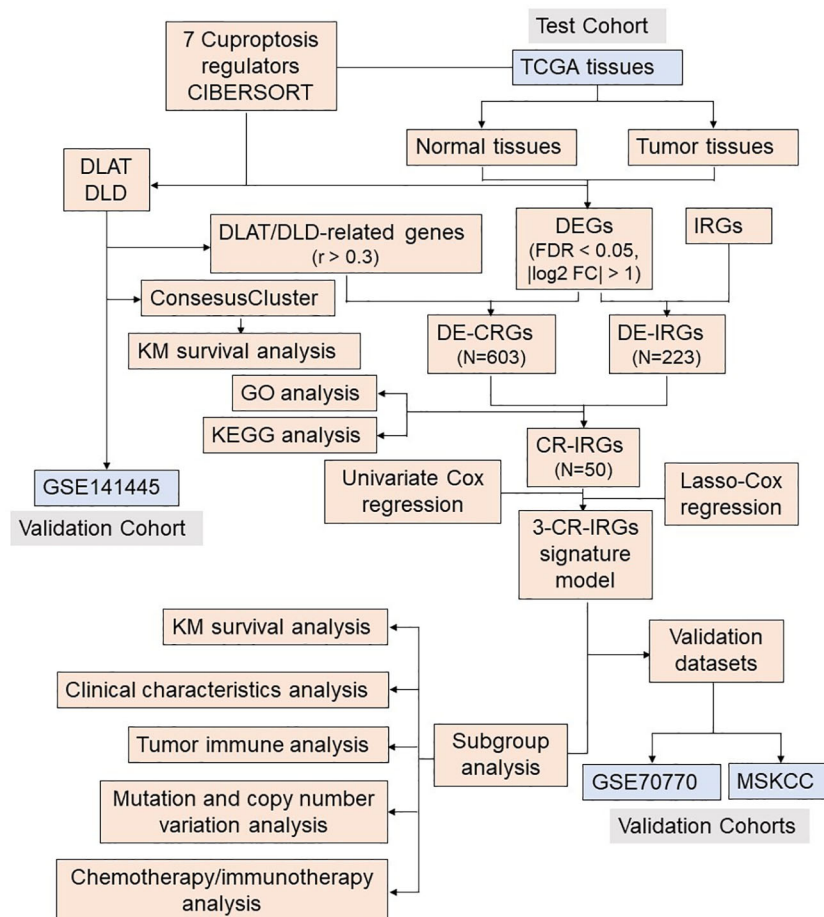 Test Cohort
7 Cuproptosis
regulators
CIBERSORT
TCGA tissues
Normal tissues
Tumor tissues
DLAT
DLD
DLAT/DLD-related genes
(r > 0.3)
DEGs
(FDR < 0.05,
|log2 FC| > 1)
IRGs
ConsesusCluster
KM survival analysis
DE-CRGs
(N=603)
DE-IRGs
(N=223)
GO analysis
KEGG analysis
CR-IRGs
(N=50)
GSE141445
Validation Cohort
Univariate Cox
regression
Lasso-Cox
regression
3-CR-IRGs
signature
model
KM survival analysis
Clinical characteristics analysis
Tumor immune analysis
Mutation and copy number
variation analysis
Chemotherapy/immunotherapy
analysis
Subgroup
analysis
Validation
datasets
GSE70770
MSKCC
Validation Cohorts